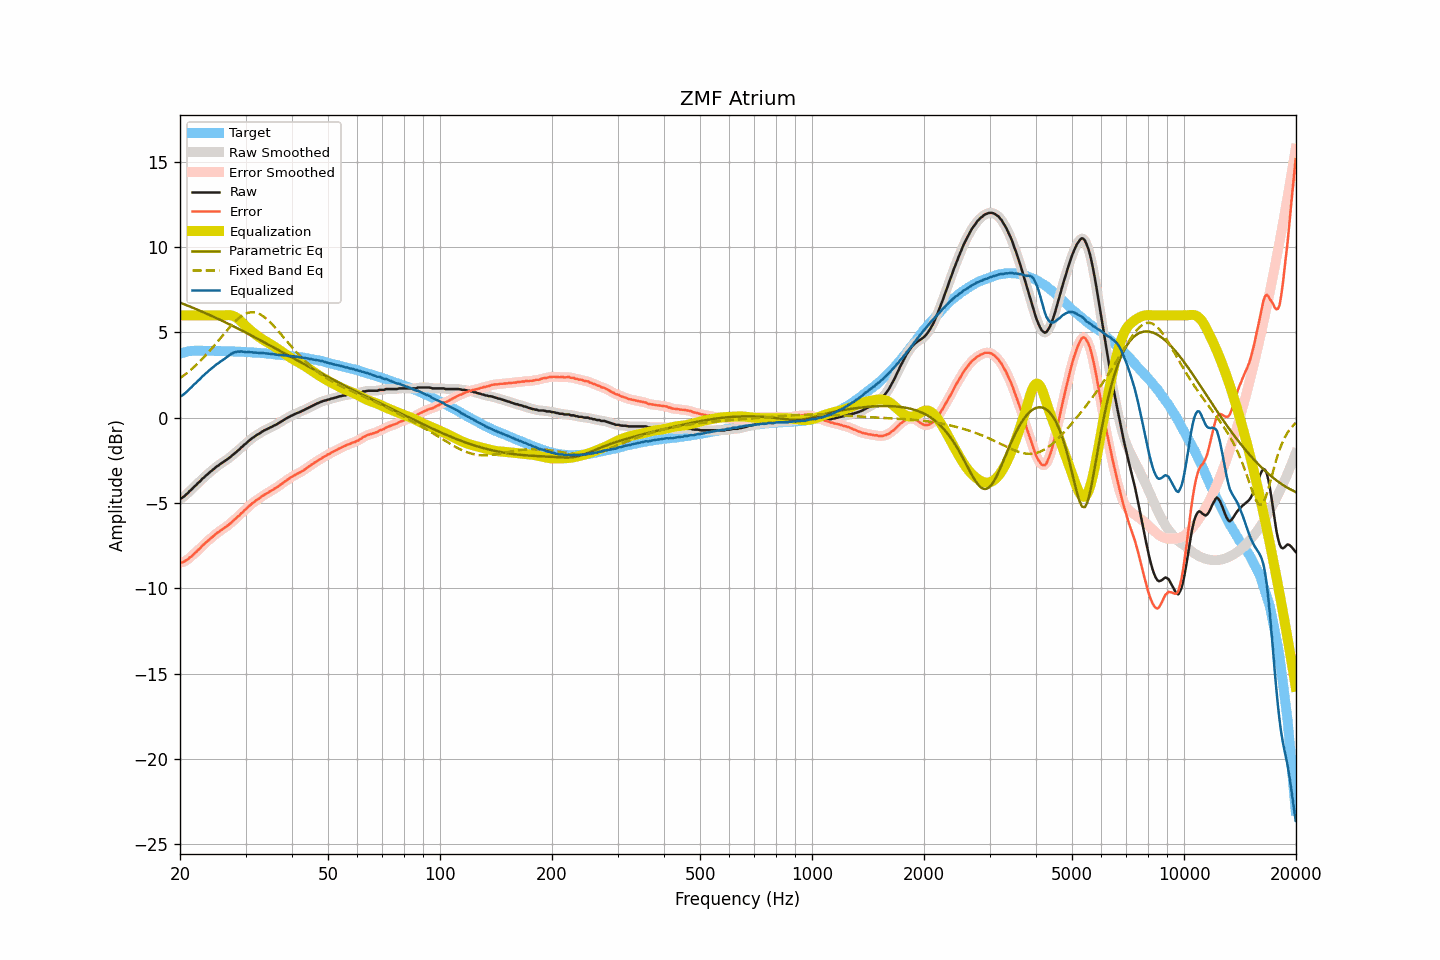 ZMF Atrium
Target
Raw Smoothed
Error Smoothed
Raw
Error
Equalization
Parametric Eq
Fixed Band Eq
Equalized
15
10
5
0
−5
−10
−15
−20
−25
Amplitude (dBr)
20 50 100 200 500 1000 2000 5000 10000 20000
Frequency (Hz)